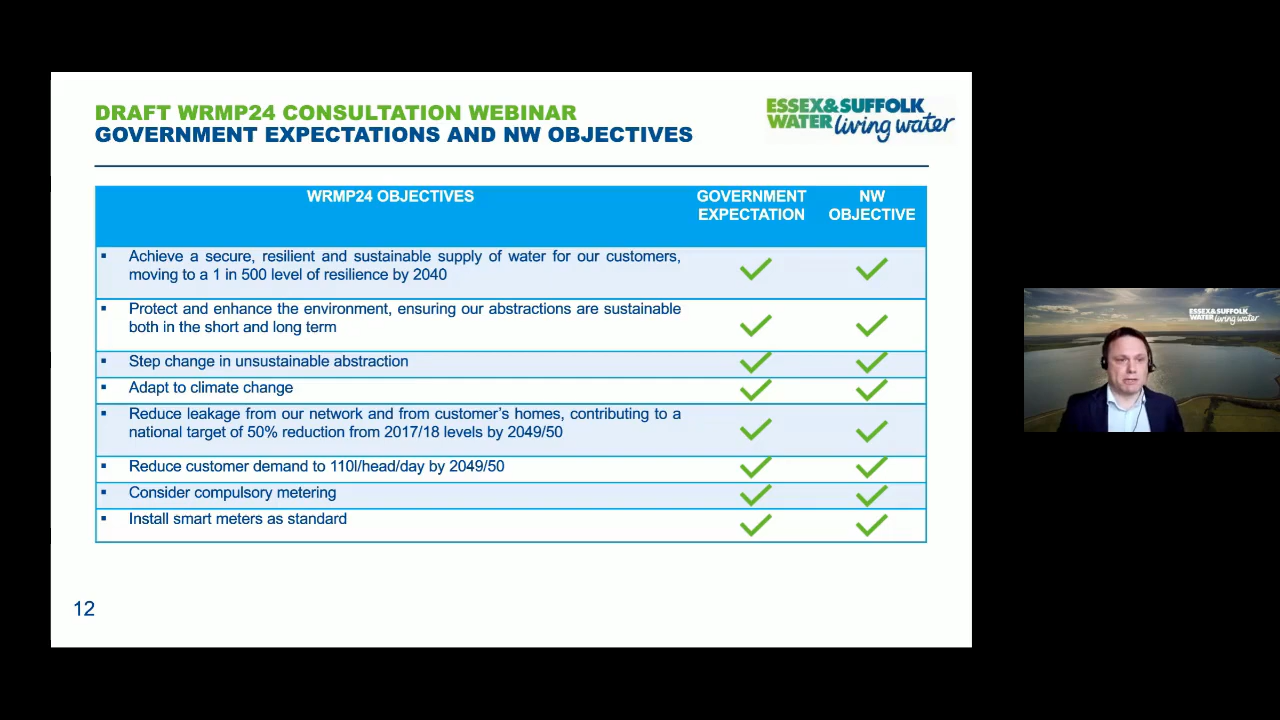 DRAFT WRMP24 CONSULTATION WEBINAR
GOVERNMENT EXPECTATIONS AND NW OBJECTIVES
ESSEX&SUFFOLK
WATER living water
WRMP24 OBJECTIVES
GOVERNMENT
EXPECTATION
NW
OBJECTIVE
▪ Achieve a secure, resilient and sustainable supply of water for our customers,
moving to a 1 in 500 level of resilience by 2040
▪ Protect and enhance the environment, ensuring our abstractions are sustainable
both in the short and long term
▪ Step change in unsustainable abstraction
▪ Adapt to climate change
▪ Reduce leakage from our network and from customer's homes, contributing to a
national target of 50% reduction from 2017/18 levels by 2049/50
▪ Reduce customer demand to 110l/head/day by 2049/50
▪ Consider compulsory metering
▪ Install smart meters as standard
12
ESSEX&SUFFOLK
WATER living water